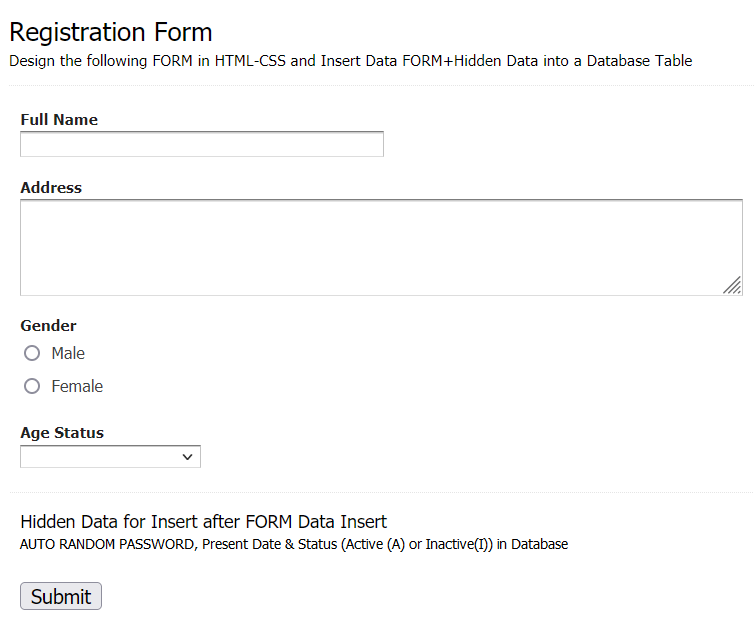 Registration Form
Design the following FORM in HTML-CSS and Insert Data FORM+Hidden Data into a Database Table
Full Name
Address
Gender
Male
Female
Age Status
Hidden Data for Insert after FORM Data Insert
AUTO RANDOM PASSWORD, Present Date & Status (Active (A) or Inactive(I)) in Database
Submit